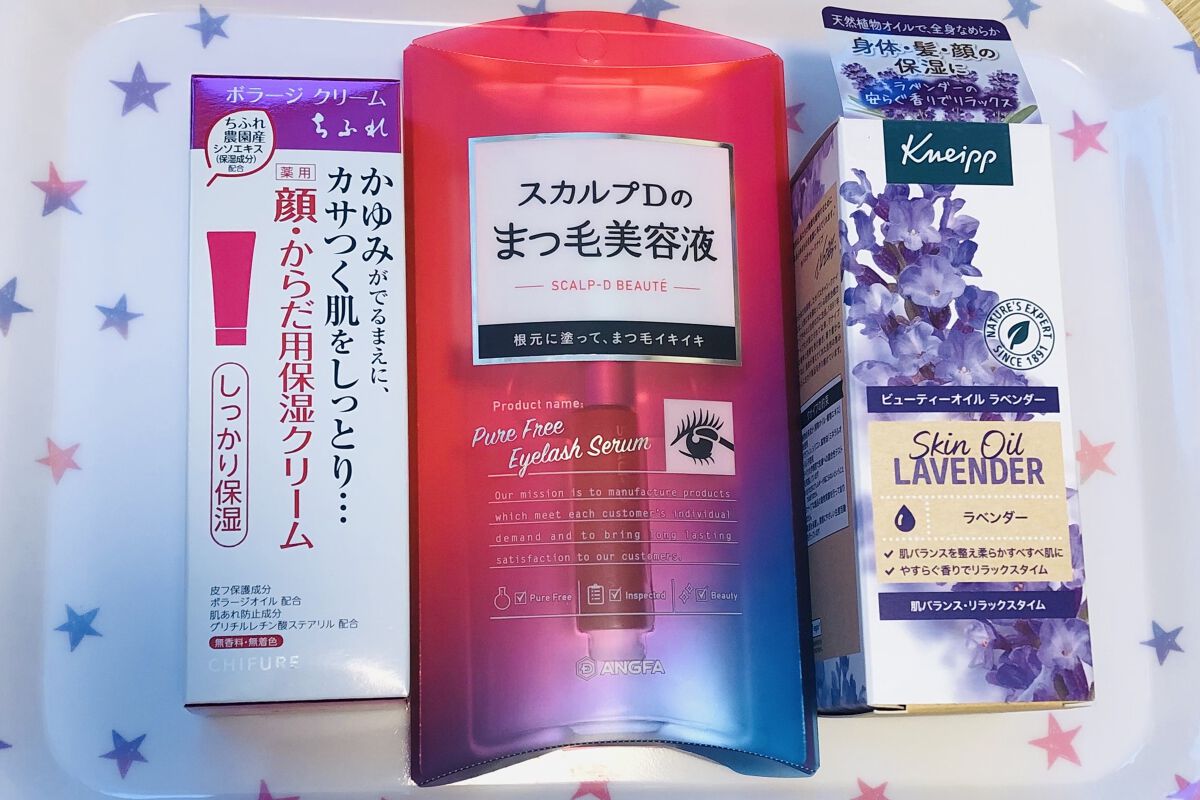 ボラージ クリーム
ちふれ
ちふれ
農園産
シソエキス
(保湿成分)
配合
かゆみがでるまえに、
カサつく肌をしっとり…
薬用
顔・からだ用保湿クリーム
しっかり保湿
皮フ保護成分
ボラージオイル 配合
肌あれ防止成分
グリチルレチン酸ステアリル 配合
無香料・無着色
CHIFURE
スカルプDの
まつ毛美容液
SCALP-D BEAUTÉ
根元に塗って、まつ毛イキイキ
Product name:
Pure Free
Eyelash Serum
Our mission is to manufacture products
which meet each customer's individual
demand and to bring long lasting
satisfaction to our customers.
Pure Free
Inspected
Beauty
ANGFA
天然植物オイルで、全身なめらか
身体・髪・顔の
保湿に
ラベンダーの
安らぐ香りでリラックス
Kneipp
NATURE'S EXPERT
SINCE 1891
ビューティーオイル ラベンダー
Skin Oil
LAVENDER
ラベンダー
肌バランスを整え柔らかすべすべ肌に
やすらぐ香りでリラックスタイム
肌バランス・リラックスタイム